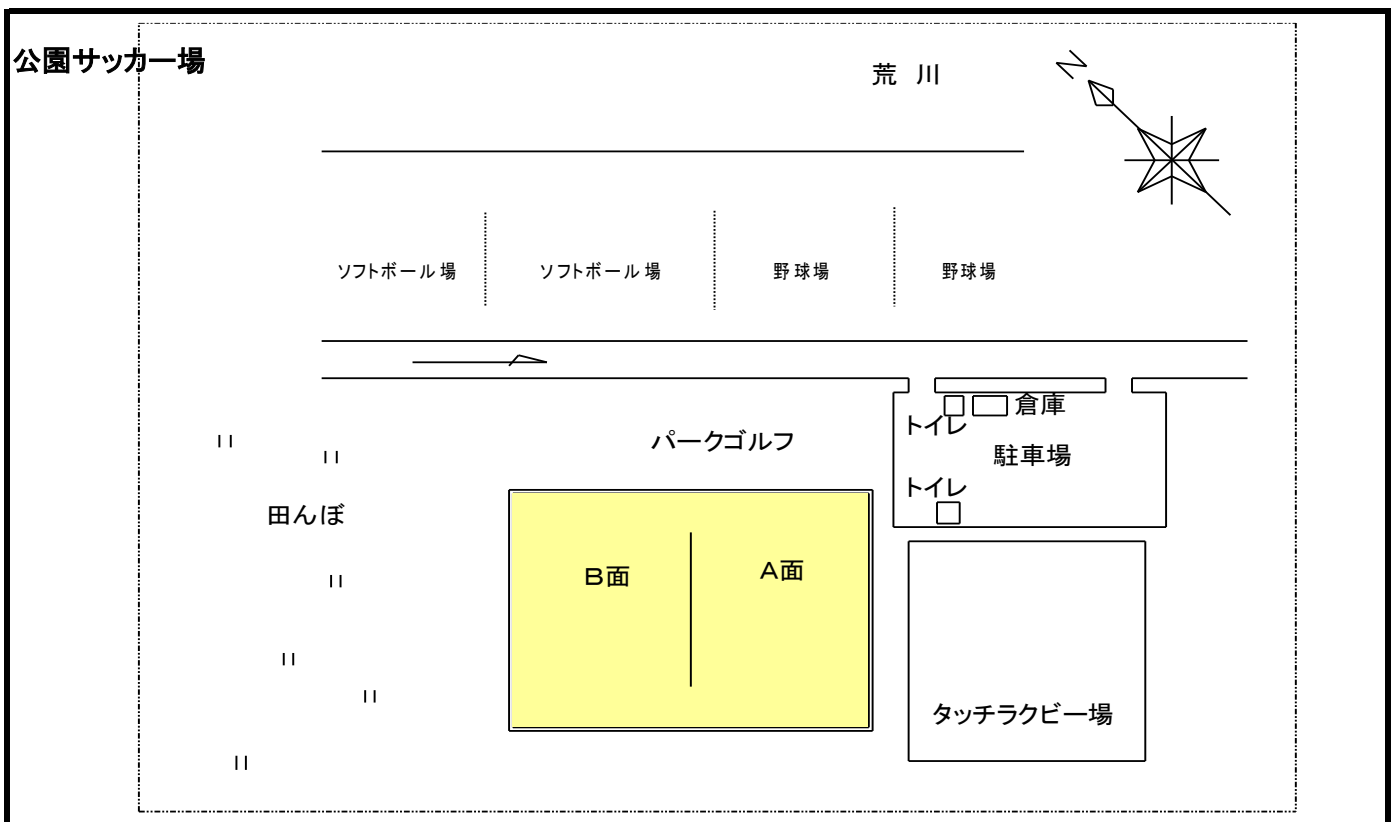 公園サッカー場
荒 川
N
ソフトボール場
ソフトボール場
野球場
野球場
倉庫
トイレ
パークゴルフ
駐車場
トイレ
田んぼ
B面
A面
タッチラクビー場